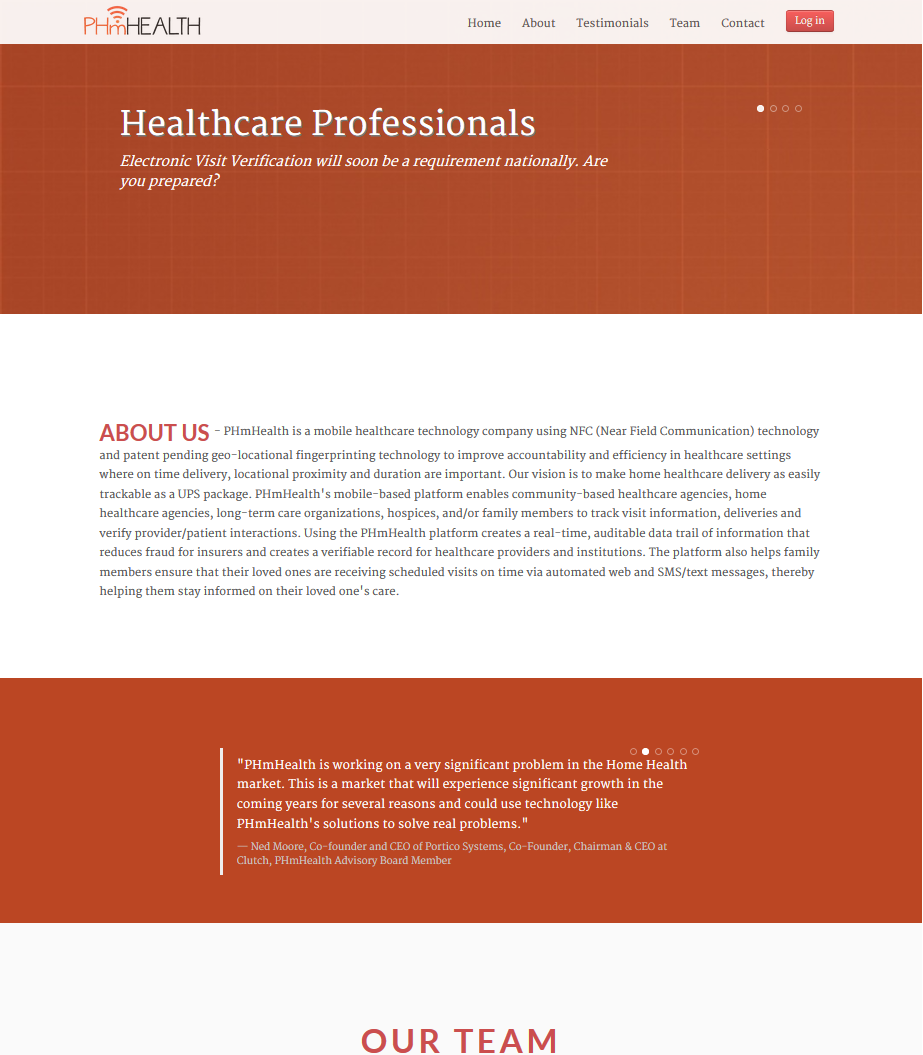 PHmHEALTH
Home About Testimonials Team Contact Log in
Healthcare Professionals
Electronic Visit Verification will soon be a requirement nationally. Are
you prepared?
ABOUT US - PHmHealth is a mobile healthcare technology company using NFC (Near Field Communication) technology
and patent pending geo-locational fingerprinting technology to improve accountability and efficiency in healthcare settings
where on time delivery, locational proximity and duration are important. Our vision is to make home healthcare delivery as easily
trackable as a UPS package. PHmHealth's mobile-based platform enables community-based healthcare agencies, home
healthcare agencies, long-term care organizations, hospices, and/or family members to track visit information, deliveries and
verify provider/patient interactions. Using the PHmHealth platform creates a real-time, auditable data trail of information that
reduces fraud for insurers and creates a verifiable record for healthcare providers and institutions. The platform also helps family
members ensure that their loved ones are receiving scheduled visits on time via automated web and SMS/text messages, thereby
helping them stay informed on their loved one's care.
"PHmHealth is working on a very significant problem in the Home Health
market. This is a market that will experience significant growth in the
coming years for several reasons and could use technology like
PHmHealth's solutions to solve real problems."
— Ned Moore, Co-founder and CEO of Portico Systems, Co-Founder, Chairman & CEO at
Clutch, PHmHealth Advisory Board Member
OUR TEAM